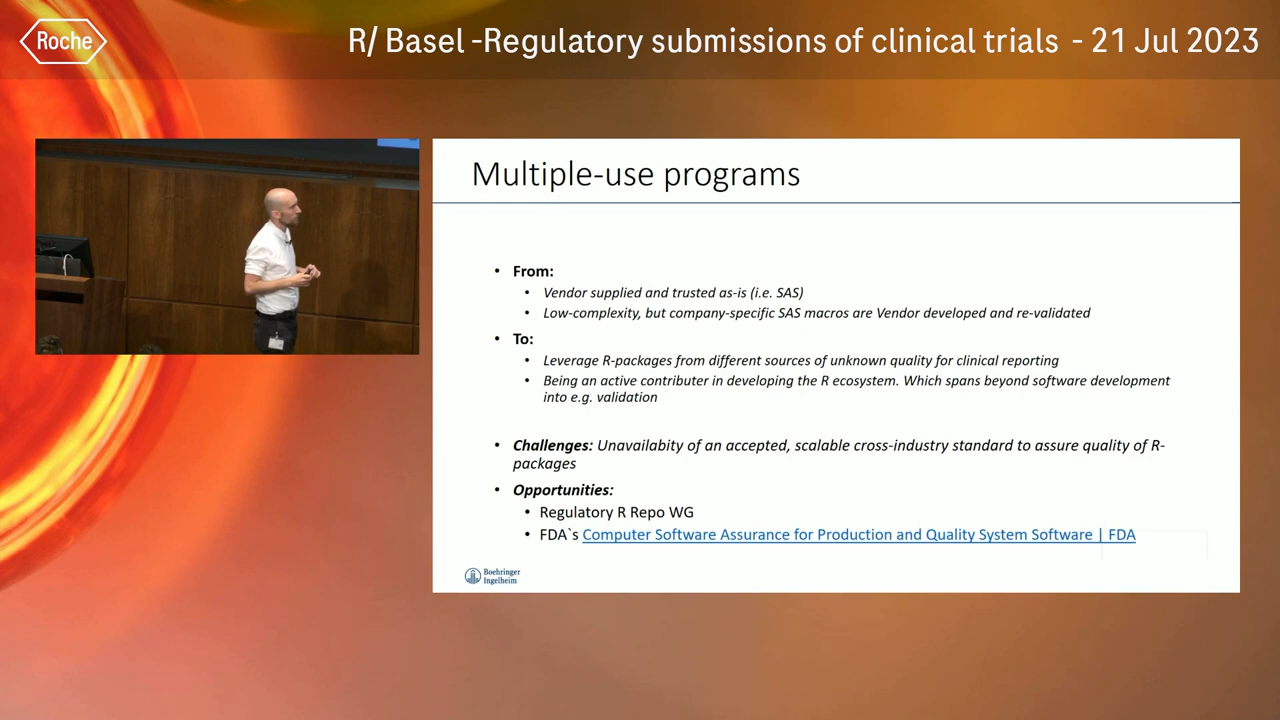 Roche
R/ Basel -Regulatory submissions of clinical trials - 21 Jul 2023
Multiple-use programs
• From:
• Vendor supplied and trusted as-is (i.e. SAS)
• Low-complexity, but company-specific SAS macros are Vendor developed and re-validated
• To:
• Leverage R-packages from different sources of unknown quality for clinical reporting
• Being an active contributer in developing the R ecosystem. Which spans beyond software development
into e.g. validation
• Challenges: Unavailabity of an accepted, scalable cross-industry standard to assure quality of R-
packages
• Opportunities:
• Regulatory R Repo WG
• FDA`s Computer Software Assurance for Production and Quality System Software | FDA
Boehringer
Ingelheim